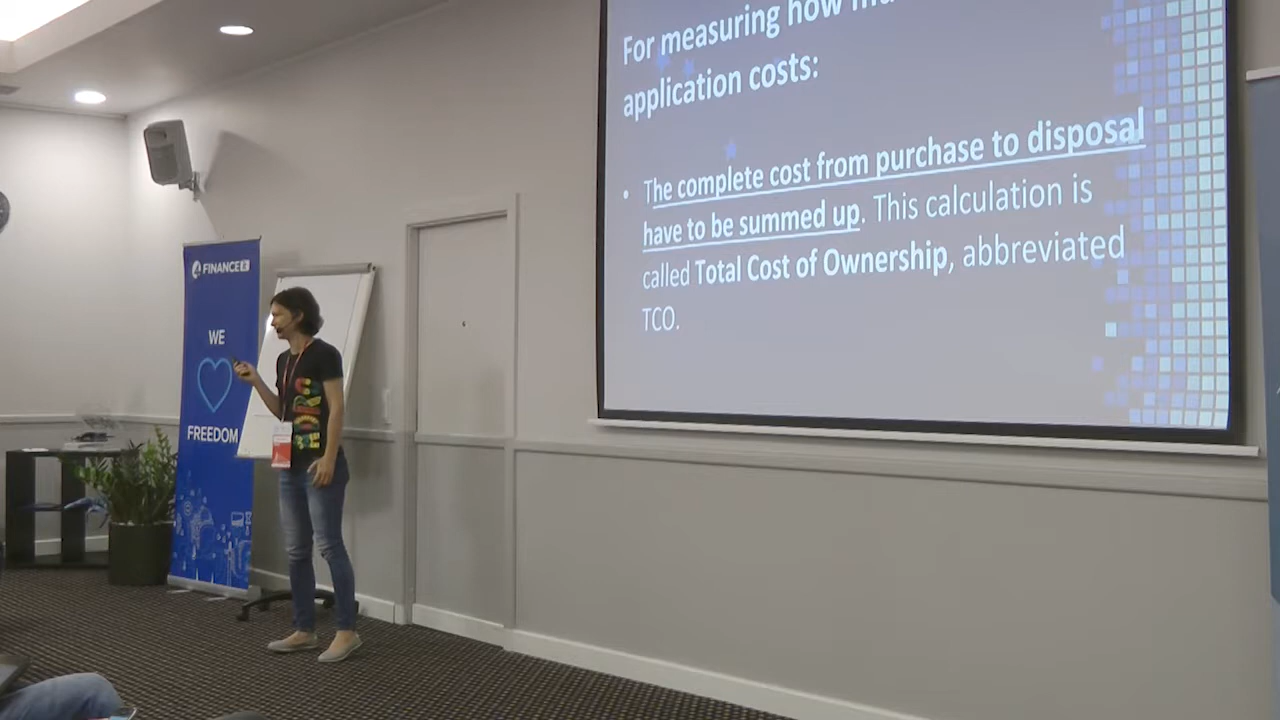 For measuring how
application costs:
• The complete cost from purchase to disposal
have to be summed up. This calculation is
called Total Cost of Ownership, abbreviated
TCO.
FINANCE
WE
FREEDOM